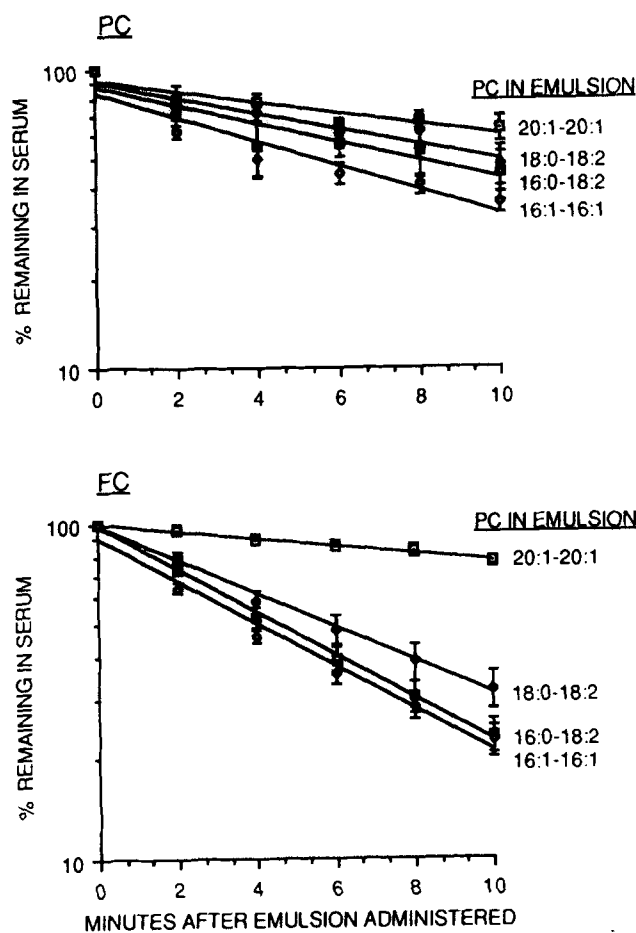 PC
100
10
% REMAINING IN SERUM
PC IN EMULSION
20:1-20:1
18:0-18:2
16:0-18:2
16:1-16:1
0 2 4 6 8 10
FC
100
10
% REMAINING IN SERUM
PC IN EMULSION
20:1-20:1
18:0-18:2
16:0-18:2
16:1-16:1
0 2 4 6 8 10
MINUTES AFTER EMULSION ADMINISTERED